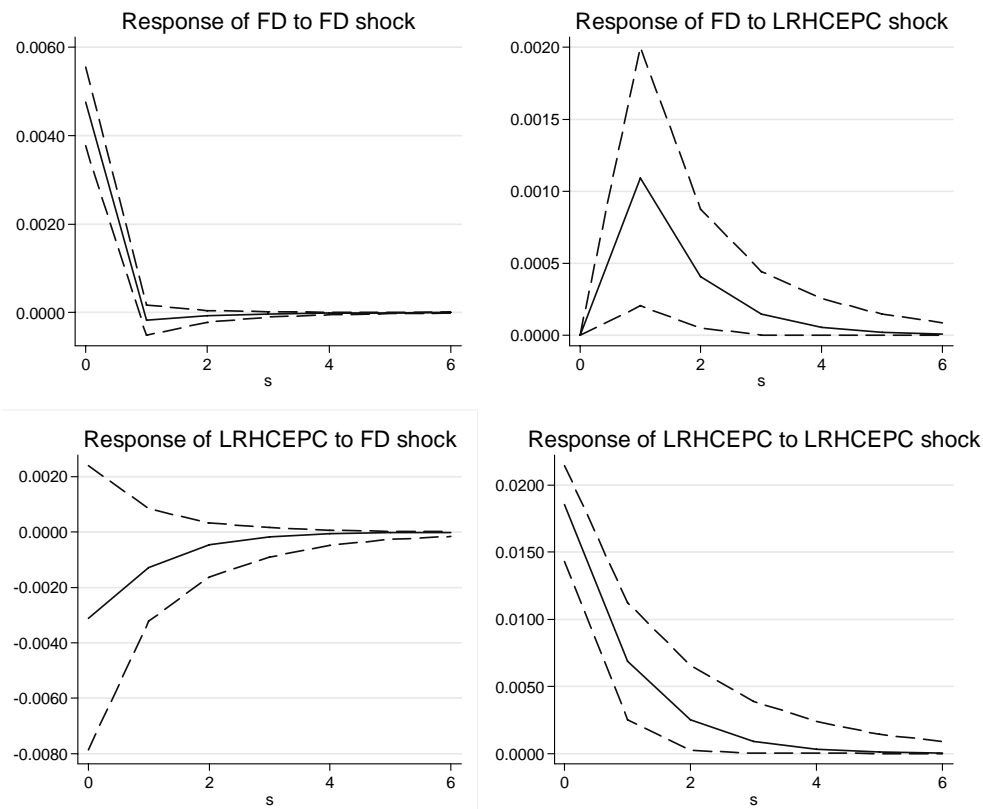 Response of FD to FD shock
0.0060
0.0040
0.0020
0.0000
0 2 4 6
s
Response of FD to LRHCEPC shock
0.0020
0.0015
0.0010
0.0005
0.0000
0 2 4 6
s
Response of LRHCEPC to FD shock
0.0020
0.0000
-0.0020
-0.0040
-0.0060
-0.0080
0 2 4 6
s
Response of LRHCEPC to LRHCEPC shock
0.0200
0.0150
0.0100
0.0050
0.0000
0 2 4 6
s